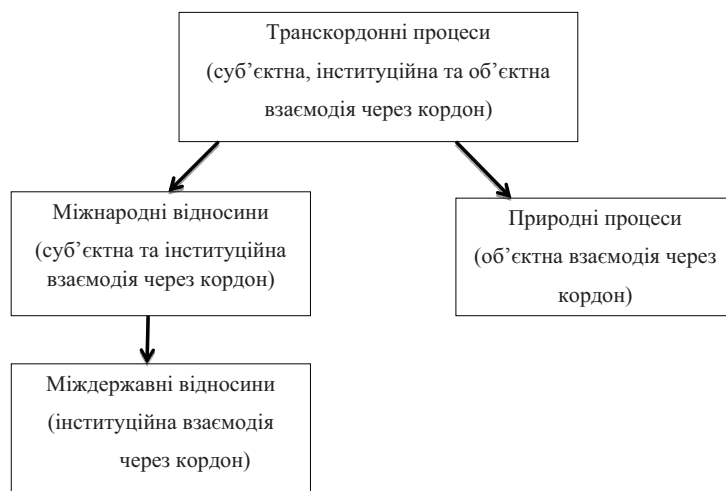 Транскордонні процеси
(суб’єктна, інституційна та об’єктна
взаємодія через кордон)
Міжнародні відносини
(суб’єктна та інституційна
взаємодія через кордон)
Природні процеси
(об’єктна взаємодія через
кордон)
Міждержавні відносини
(інституційна взаємодія
через кордон)